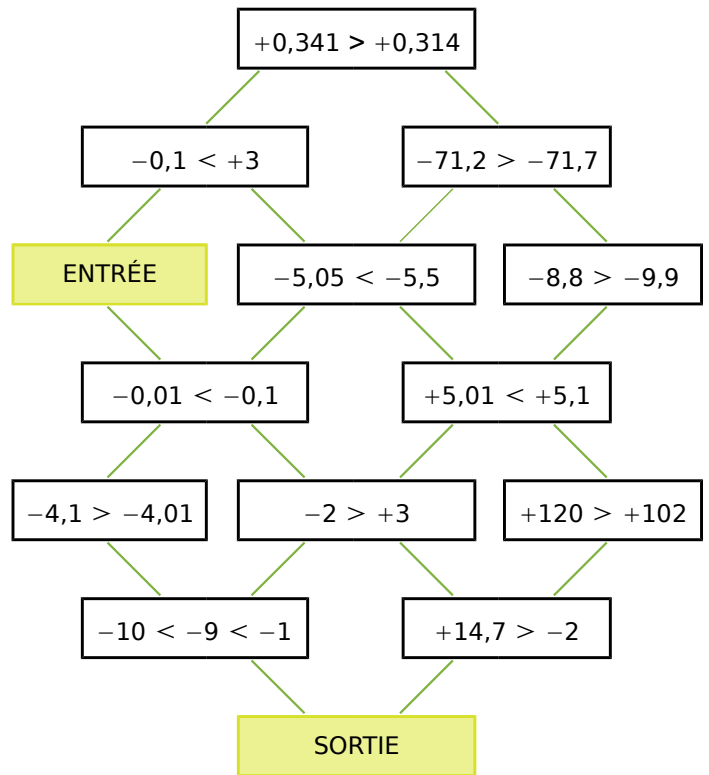 +0,341 > +0,314
−0,1 < +3
−71,2 > −71,7
ENTRÉE
−5,05 < −5,5
−8,8 > −9,9
−0,01 < −0,1
+5,01 < +5,1
−4,1 > −4,01
−2 > +3
+120 > +102
−10 < −9 < −1
+14,7 > −2
SORTIE